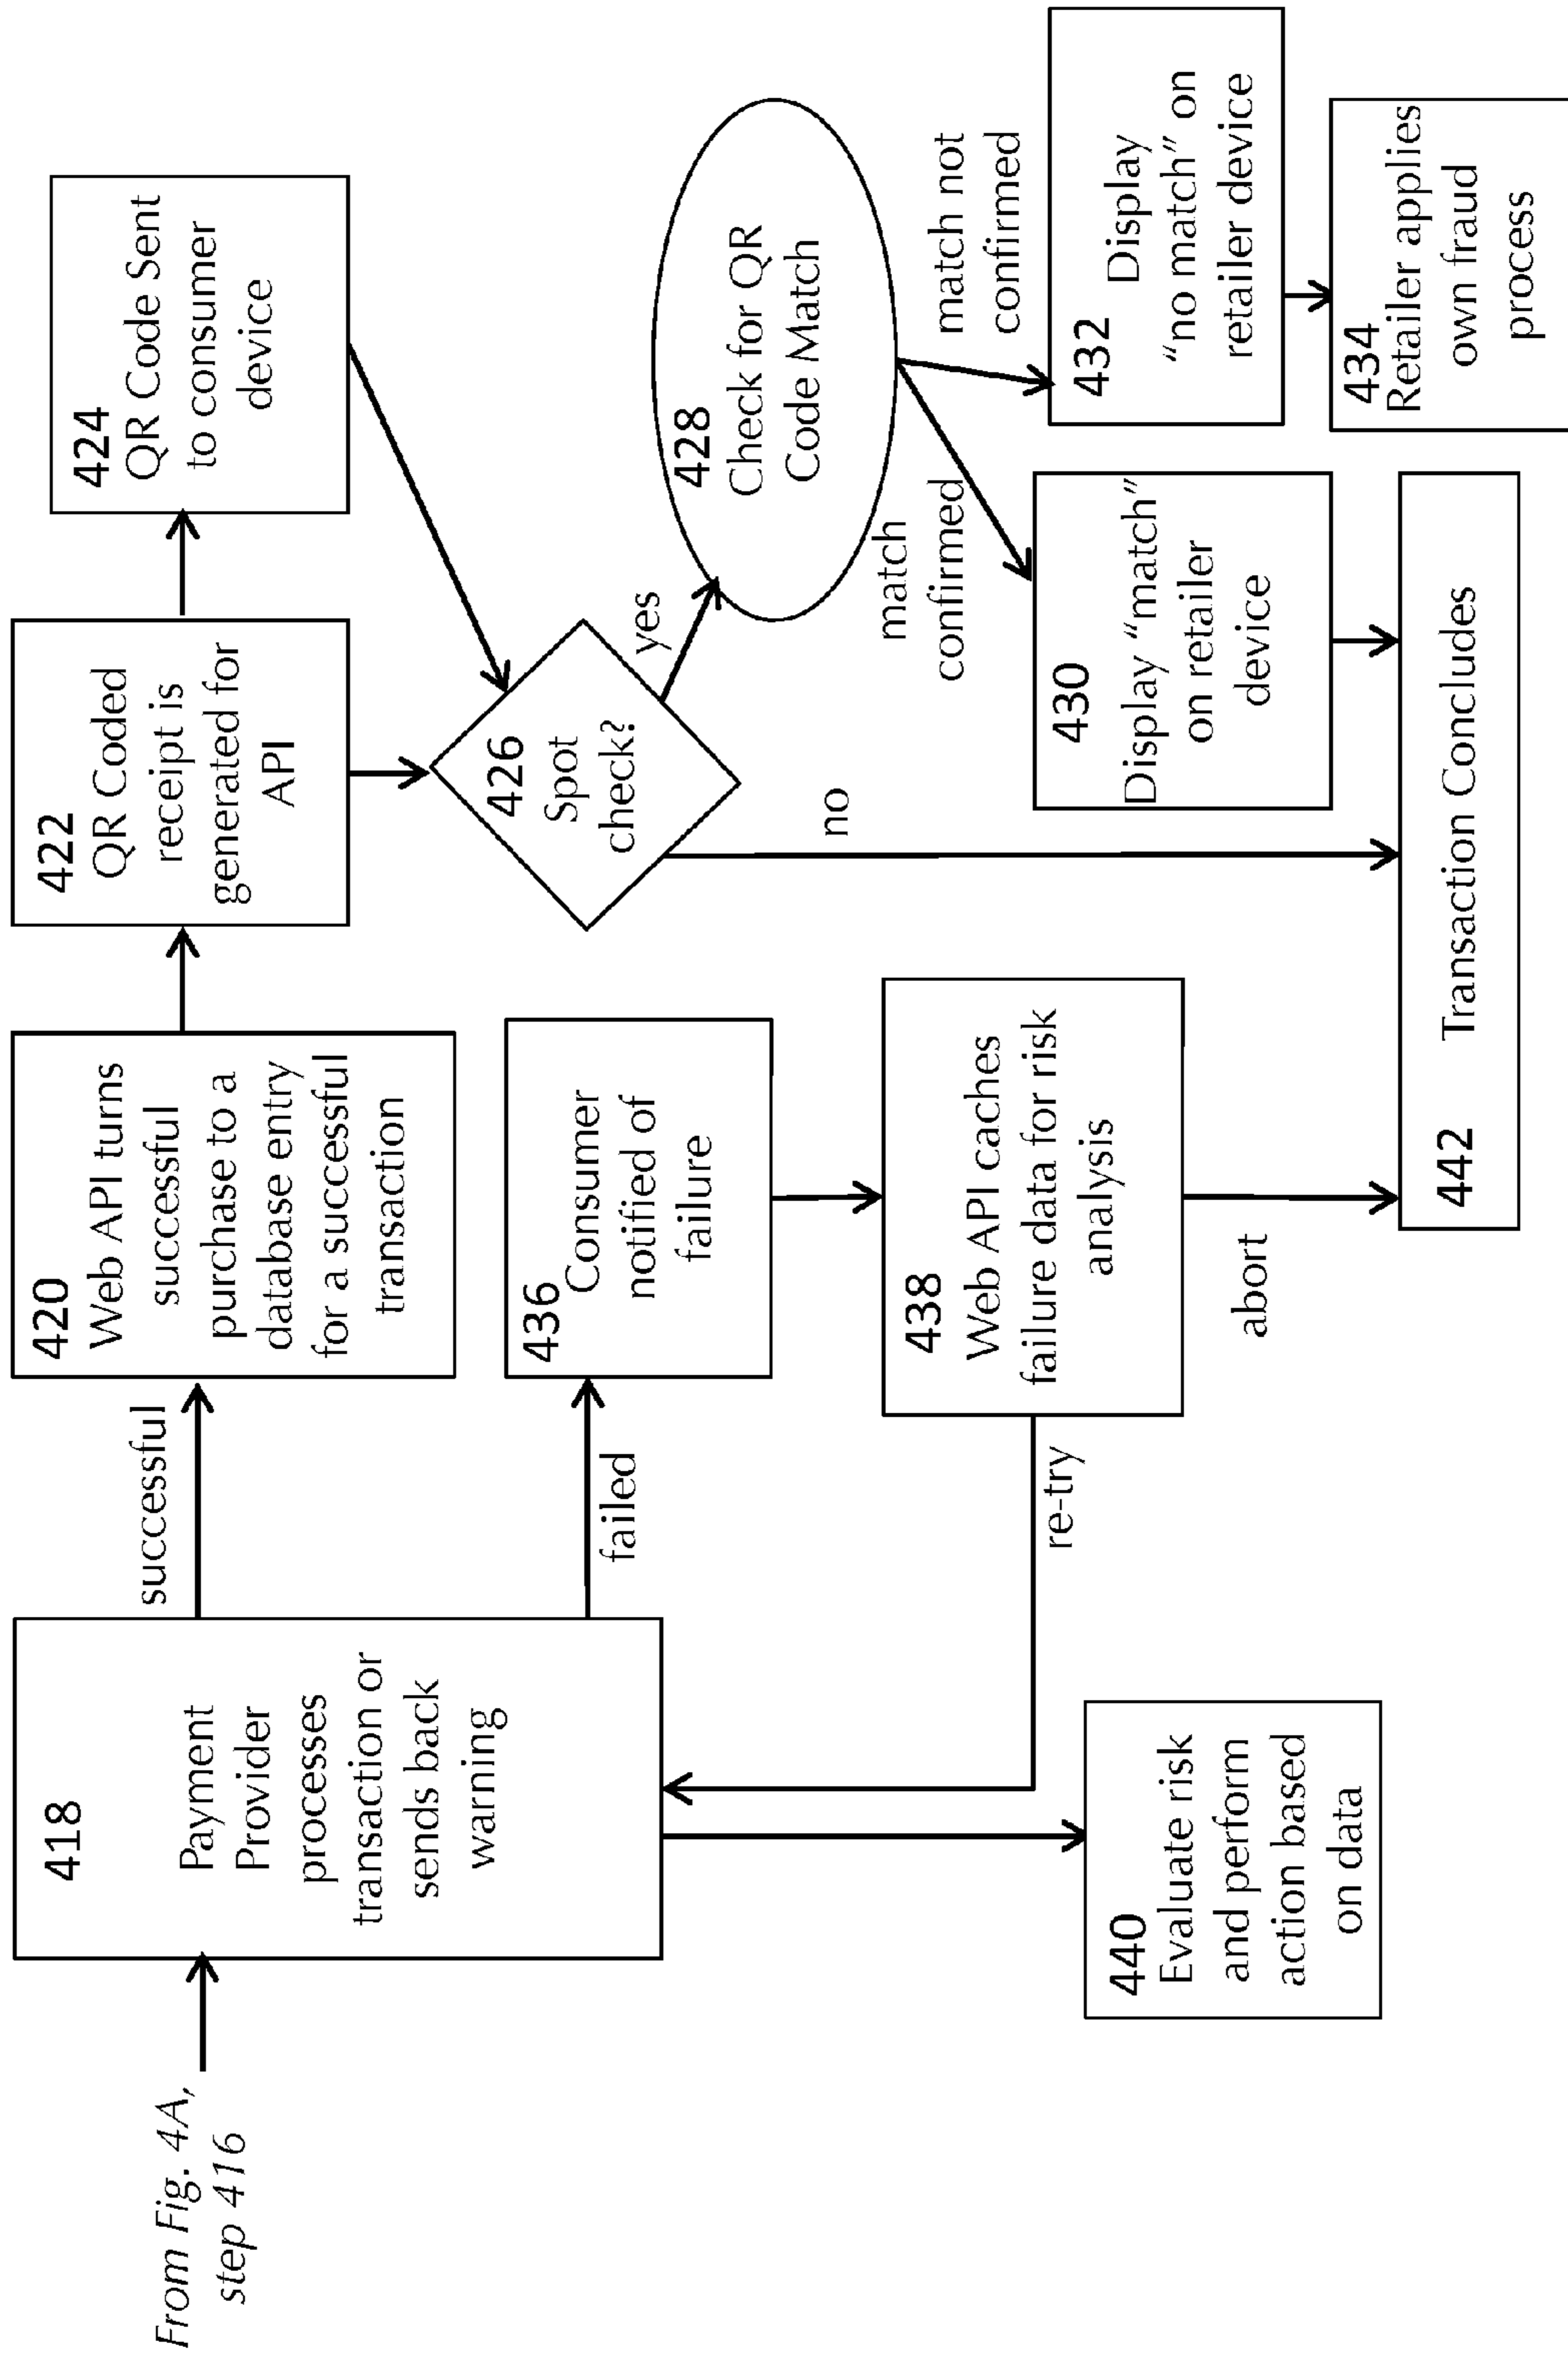 From Fig. 4A,
step 416
418
Payment
Provider
processes
transaction or
sends back
warning
successful
failed
420
Web API turns
successful
purchase to a
database entry
for a successful
transaction
422
QR Coded
receipt is
generated for
API
424
QR Code Sent
to consumer
device
426
Spot
check?
yes
no
428
Check for QR
Code Match
match
confirmed
match not
confirmed
430
Display “match”
on retailer
device
432
Display
“no match” on
retailer device
434
Retailer applies
own fraud
process
436
Consumer
notified of
failure
438
Web API caches
failure data for risk
analysis
re-try
abort
440
Evaluate risk
and perform
action based
on data
442
Transaction Concludes